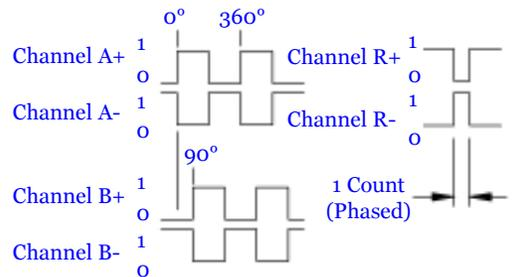 0° 360°
Channel A+ 1
0
Channel A- 1
0
90°
Channel B+ 1
0
Channel B- 1
0
Channel R+ 1
0
Channel R- 1
0
1 Count
(Phased)